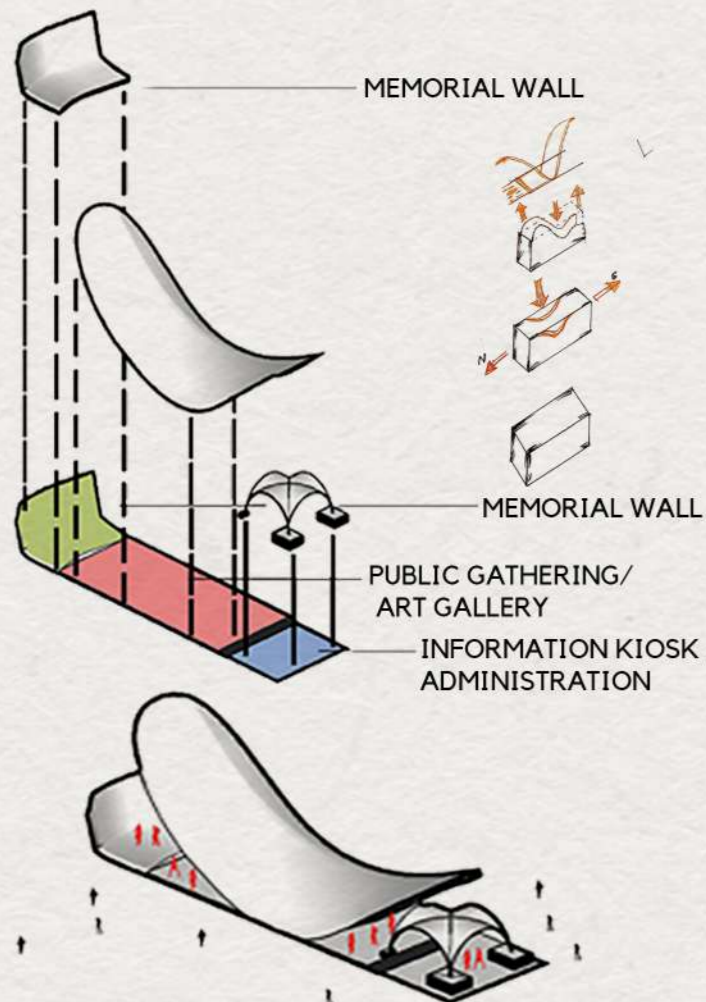 MEMORIAL WALL
S
N
MEMORIAL WALL
PUBLIC GATHERING/
ART GALLERY
INFORMATION KIOSK
ADMINISTRATION